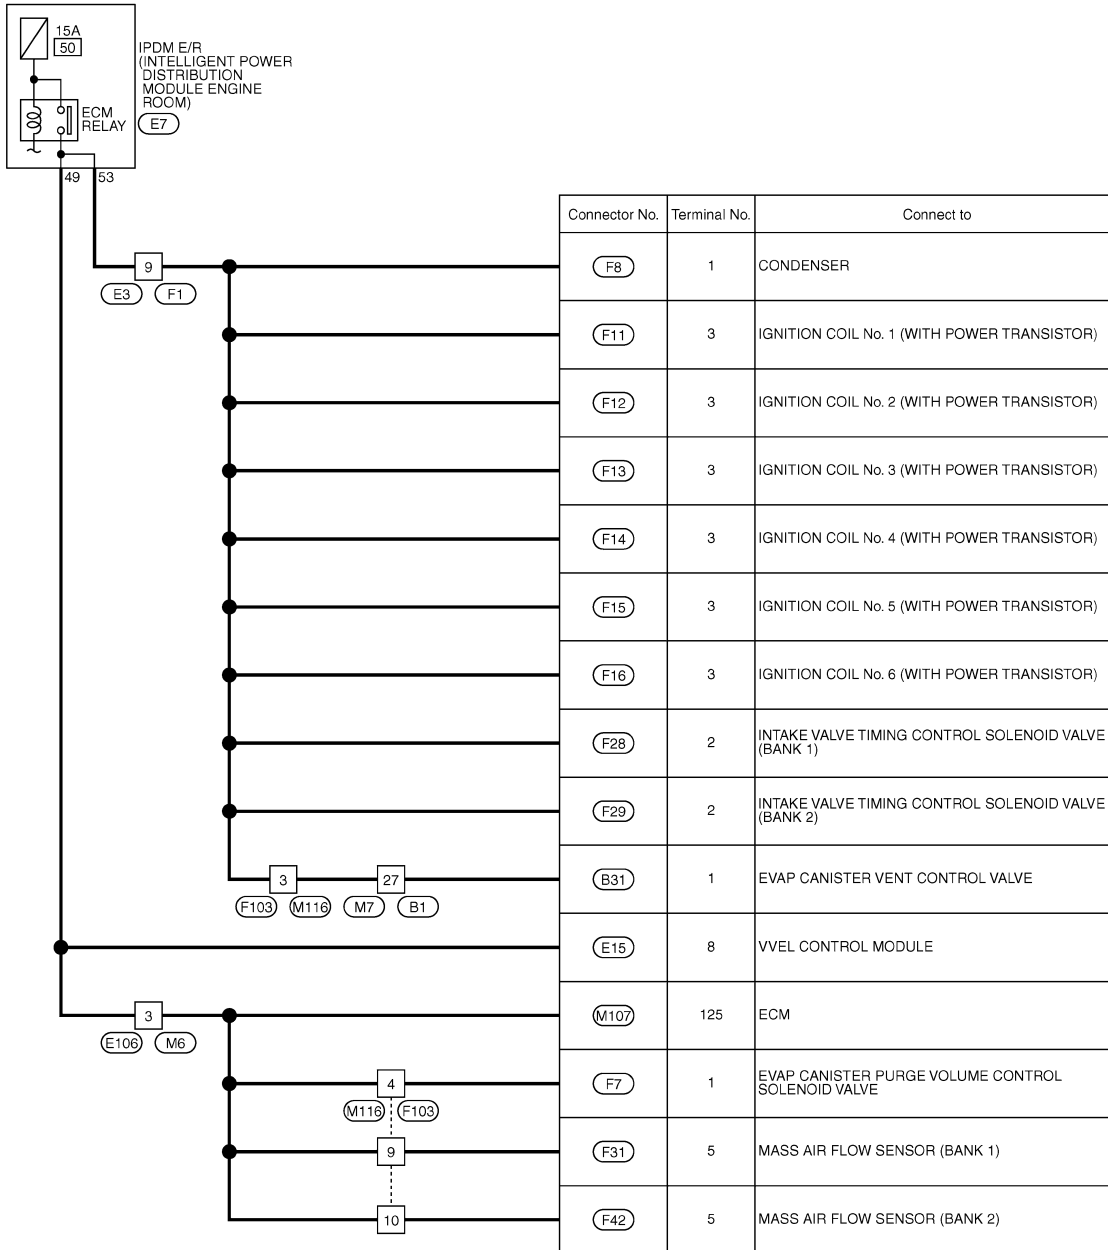 15A
50
IPDM E/R
(INTELLIGENT POWER
DISTRIBUTION
MODULE ENGINE
ROOM)
E7
ECM
RELAY
49 53
Connector No. Terminal No. Connect to
9
E3 F1
F8 1 CONDENSER
F11 3 IGNITION COIL No. 1 (WITH POWER TRANSISTOR)
F12 3 IGNITION COIL No. 2 (WITH POWER TRANSISTOR)
F13 3 IGNITION COIL No. 3 (WITH POWER TRANSISTOR)
F14 3 IGNITION COIL No. 4 (WITH POWER TRANSISTOR)
F15 3 IGNITION COIL No. 5 (WITH POWER TRANSISTOR)
F16 3 IGNITION COIL No. 6 (WITH POWER TRANSISTOR)
F28 2 INTAKE VALVE TIMING CONTROL SOLENOID VALVE
(BANK 1)
F29 2 INTAKE VALVE TIMING CONTROL SOLENOID VALVE
(BANK 2)
3 27
F103 M116 M7 B1
B31 1 EVAP CANISTER VENT CONTROL VALVE
E15 8 VVEL CONTROL MODULE
3
E106 M6
M107 125 ECM
4
M116 F103
F7 1 EVAP CANISTER PURGE VOLUME CONTROL
SOLENOID VALVE
9
F31 5 MASS AIR FLOW SENSOR (BANK 1)
10
F42 5 MASS AIR FLOW SENSOR (BANK 2)